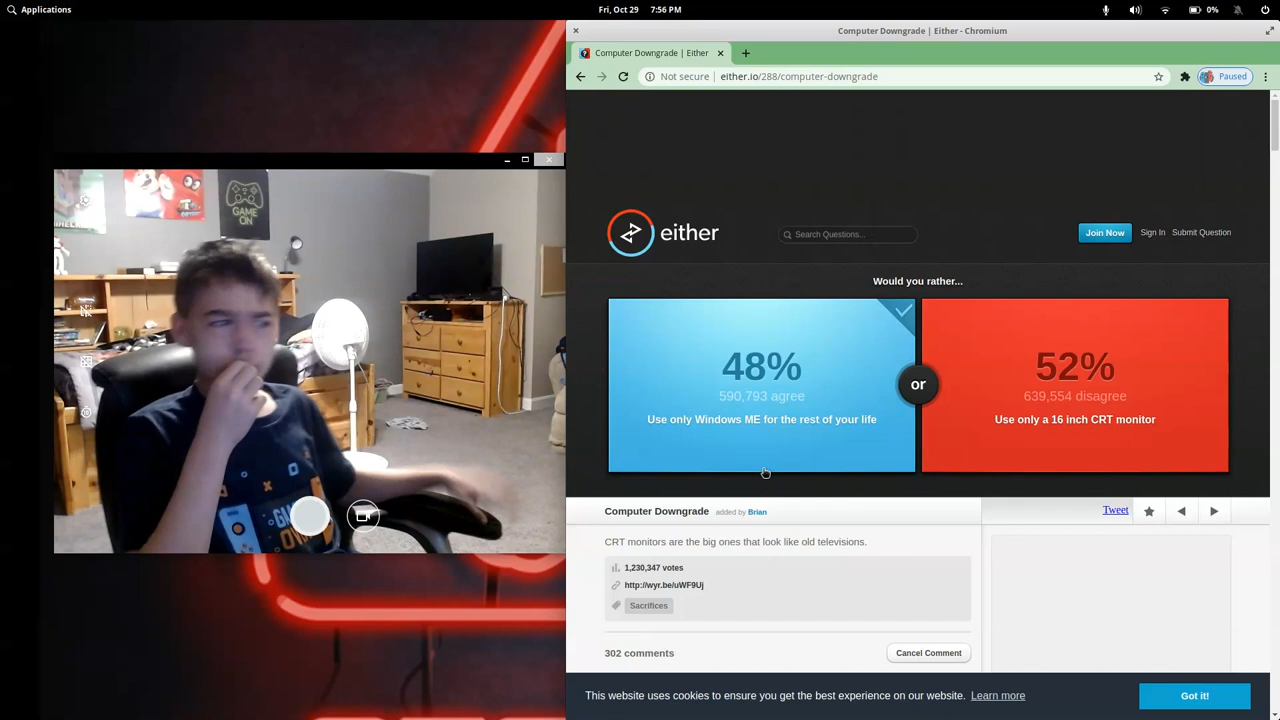 Applications
Fri, Oct 29 7:56 PM
0%
Computer Downgrade | Either - Chromium
Computer Downgrade | Either
Not secure | either.io/288/computer-downgrade
Paused
GAME
ON
either
Search Questions...
Join Now Sign In Submit Question
Would you rather...
48%
590,793 agree
Use only Windows ME for the rest of your life
or
52%
639,554 disagree
Use only a 16 inch CRT monitor
Computer Downgrade added by Brian
Tweet
CRT monitors are the big ones that look like old televisions.
1,230,347 votes
http://wyr.be/uWF9Uj
Sacrifices
302 comments
Cancel Comment
This website uses cookies to ensure you get the best experience on our website. Learn more
Got it!